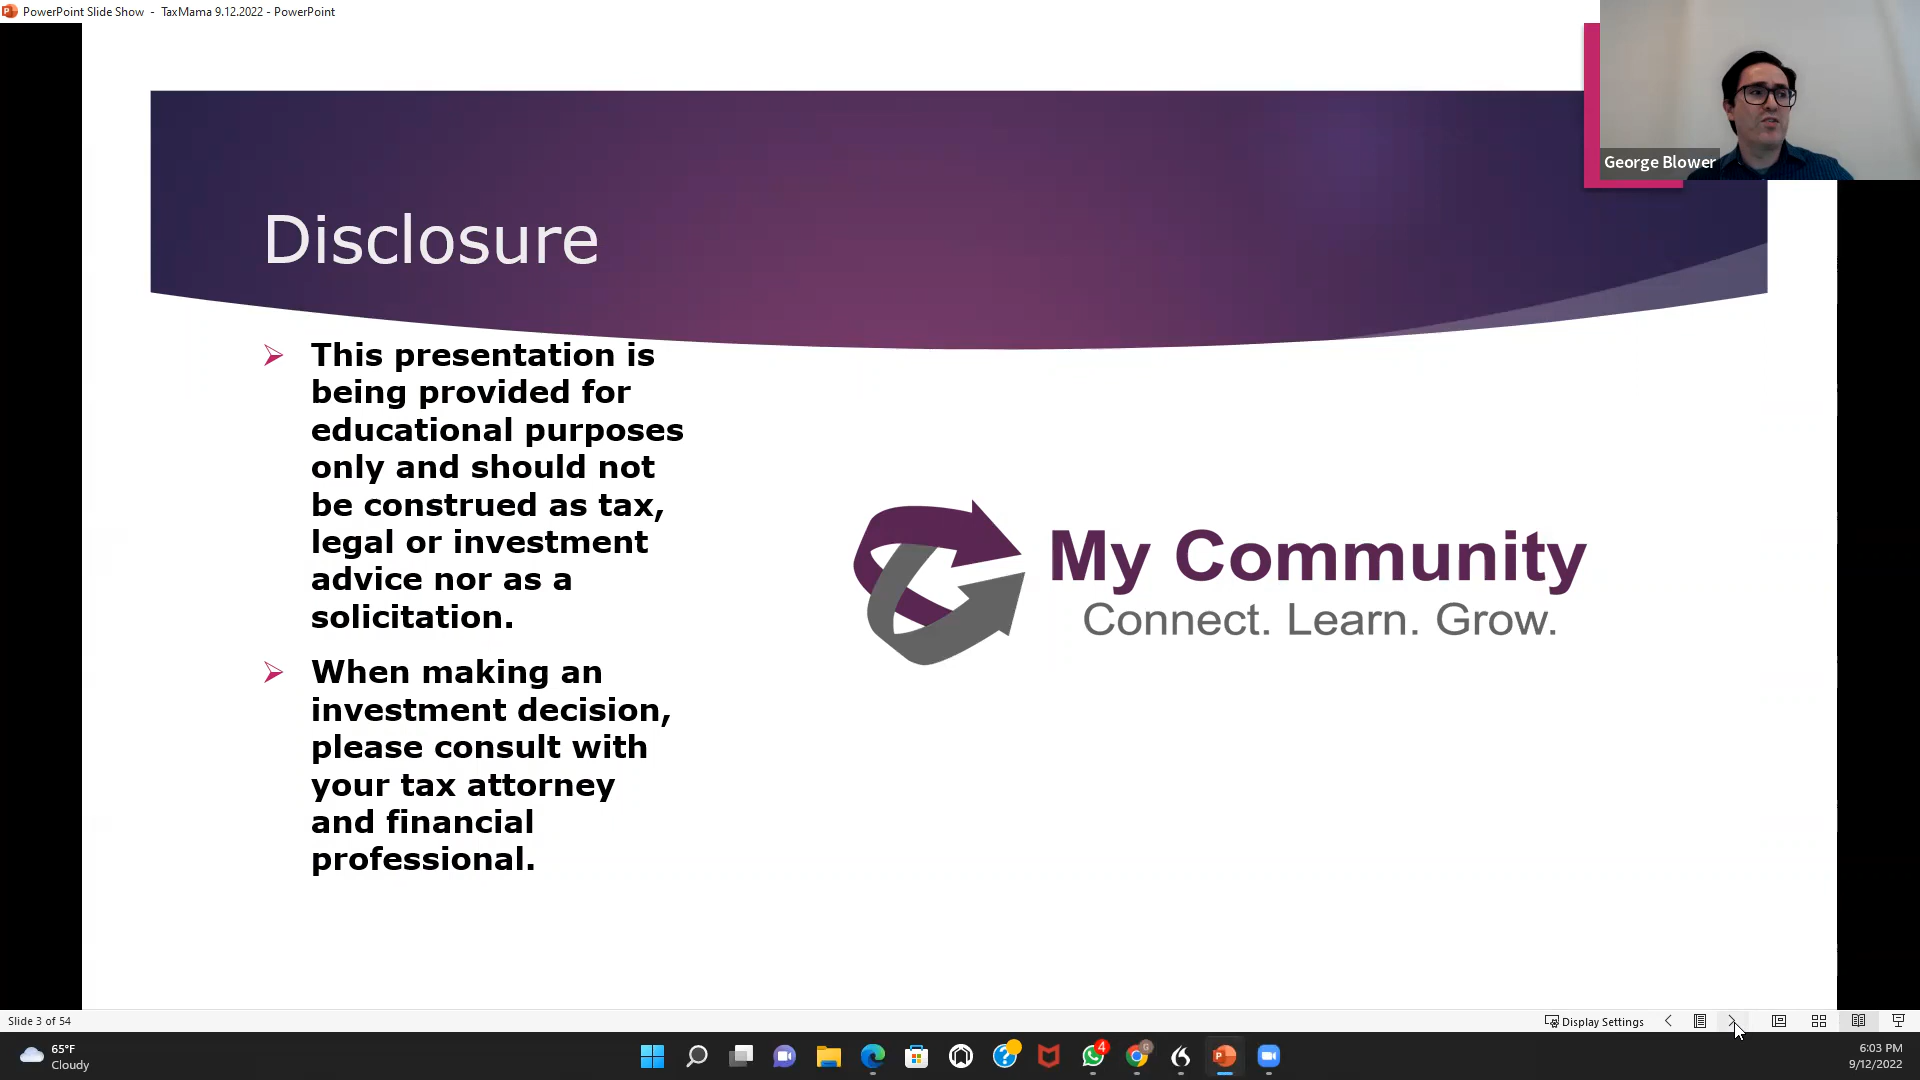 PowerPoint Slide Show - TaxMama 9.12.2022 - PowerPoint
George Blower
Disclosure
This presentation is
being provided for
educational purposes
only and should not
be construed as tax,
legal or investment
advice nor as a
solicitation.
When making an
investment decision,
please consult with
your tax attorney
and financial
professional.
My Community
Connect. Learn. Grow.
Slide 3 of 54
Display Settings
65°F
Cloudy
4
G
6:03 PM
9/12/2022